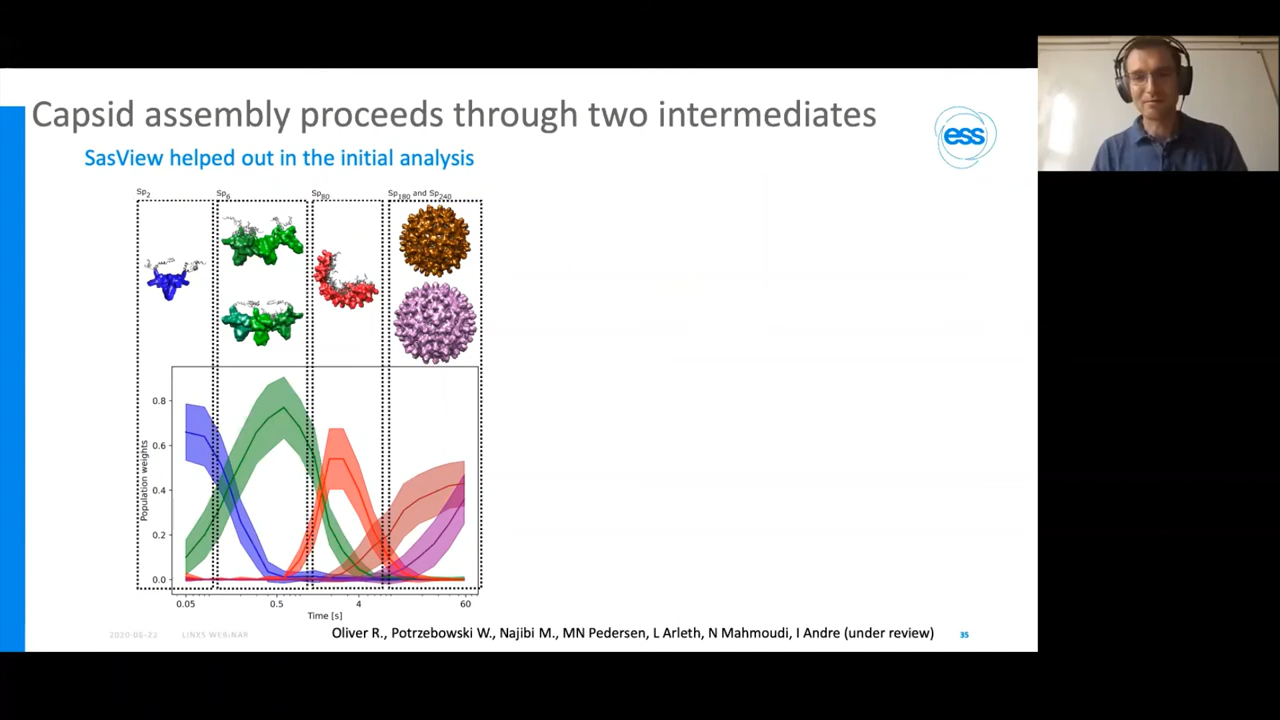 Capsid assembly proceeds through two intermediates
ess
SasView helped out in the initial analysis
Sp2 Sp6 Sp80 Sp180 and Sp240
Population weights
0.8
0.6
0.4
0.2
0.0
0.05 0.5 4 60
Time [s]
Oliver R., Potrzebowski W., Najibi M., MN Pedersen, L Arleth, N Mahmoudi, I Andre (under review)
2020-06-22 LINXS WEBINAR 35